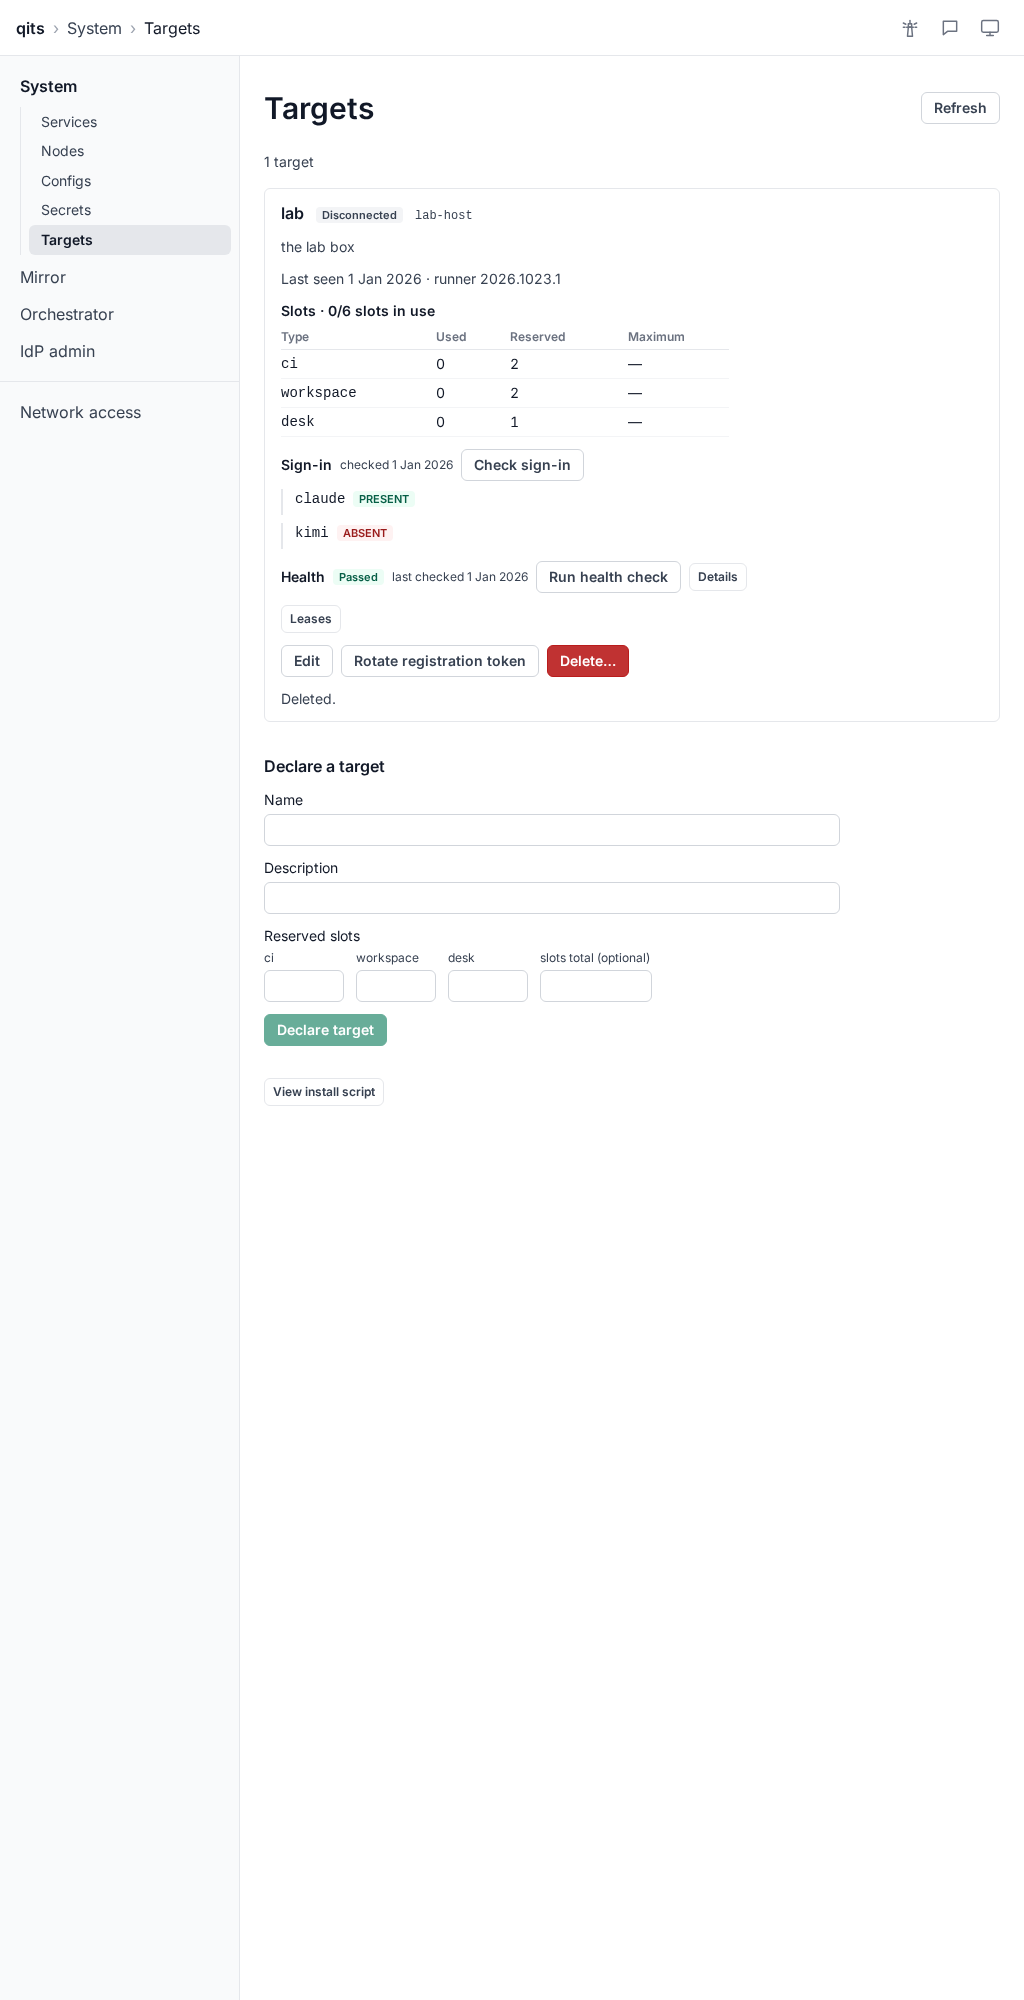 qits › System › Targets
System
Services
Nodes
Configs
Secrets
Targets
Mirror
Orchestrator
IdP admin
Network access
Targets
Refresh
1 target
lab Disconnected lab-host
the lab box
Last seen 1 Jan 2026 · runner 2026.1023.1
Slots · 0/6 slots in use
Type Used Reserved Maximum
ci 0 2 —
workspace 0 2 —
desk 0 1 —
Sign-in checked 1 Jan 2026 Check sign-in
claude PRESENT
kimi ABSENT
Health Passed last checked 1 Jan 2026 Run health check Details
Leases
Edit Rotate registration token Delete...
Deleted.
Declare a target
Name
Description
Reserved slots
ci workspace desk slots total (optional)
Declare target
View install script